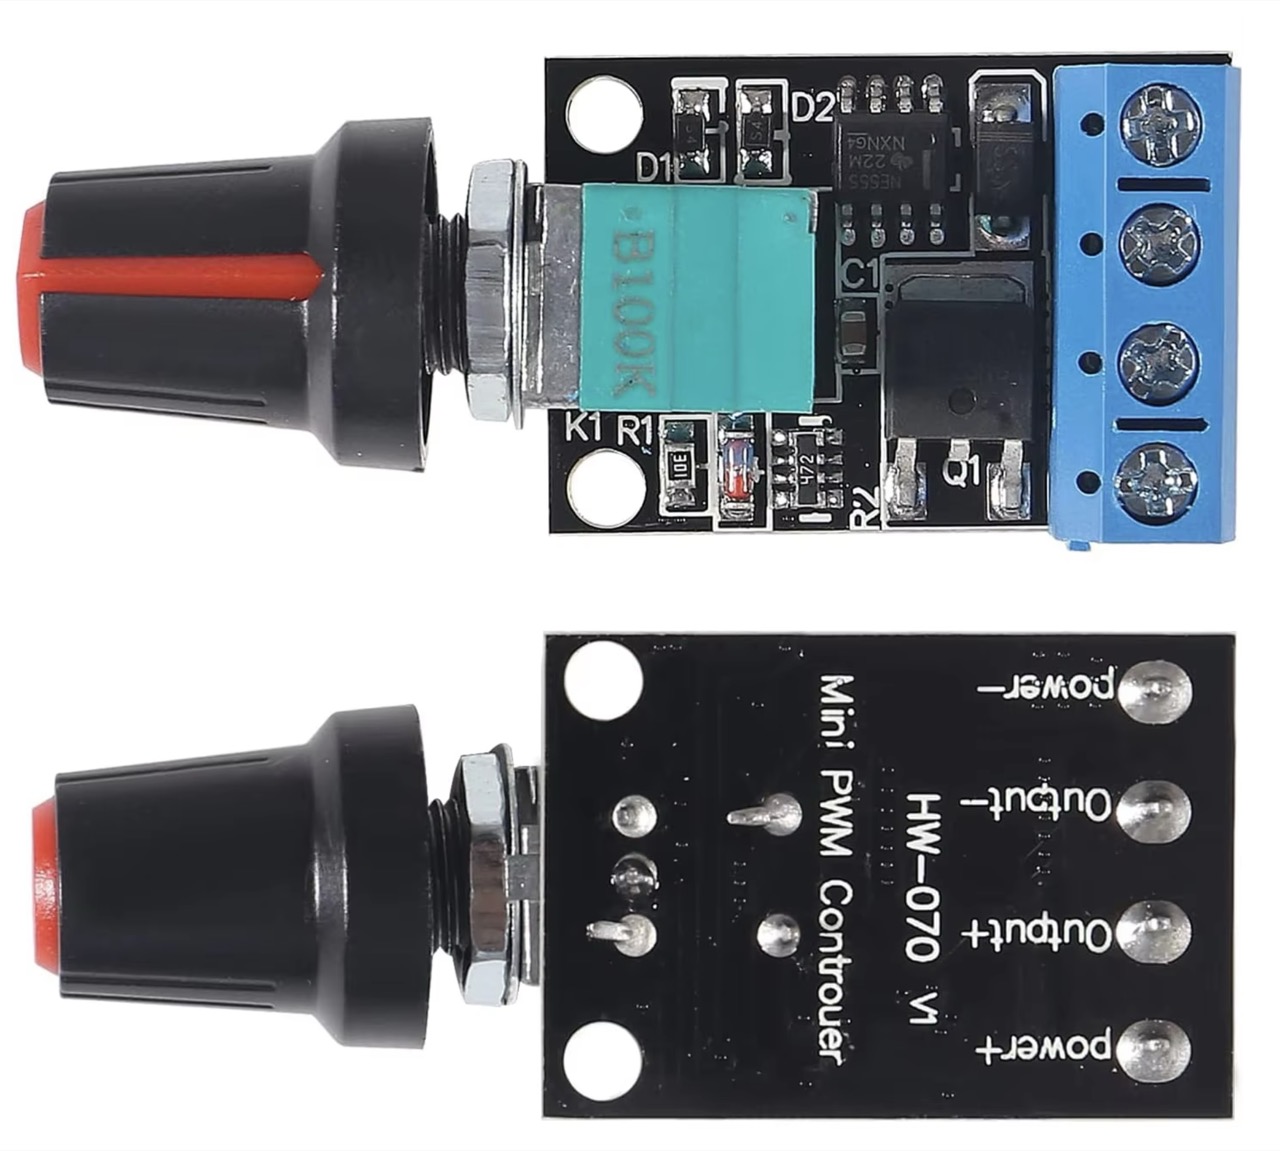 D1
D2
NE555
22M
NXNG4
B100K
C1
K1
R1
30E
472
R2
Q1
power-
Output-
Output+
power+
Mini PWM Controuer
HW-070 V1